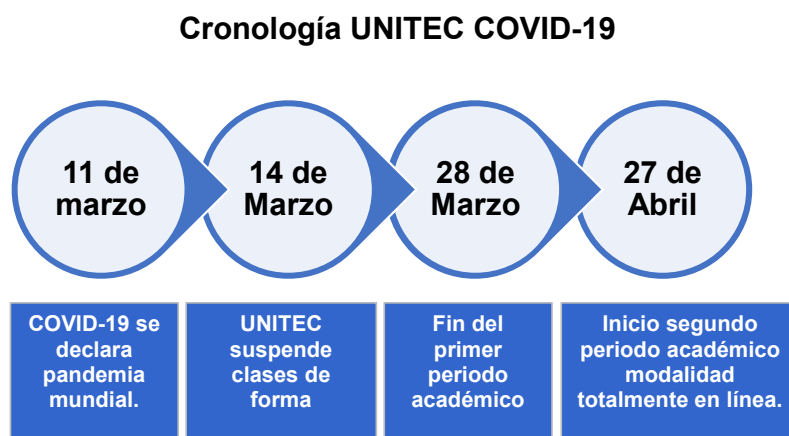 Cronología UNITEC COVID-19
11 de
marzo
14 de
Marzo
28 de
Marzo
27 de
Abril
COVID-19 se
declara
pandemia
mundial.
UNITEC
suspende
clases de
forma
Fin del
primer
periodo
académico
Inicio segundo
periodo académico
modalidad
totalmente en línea.